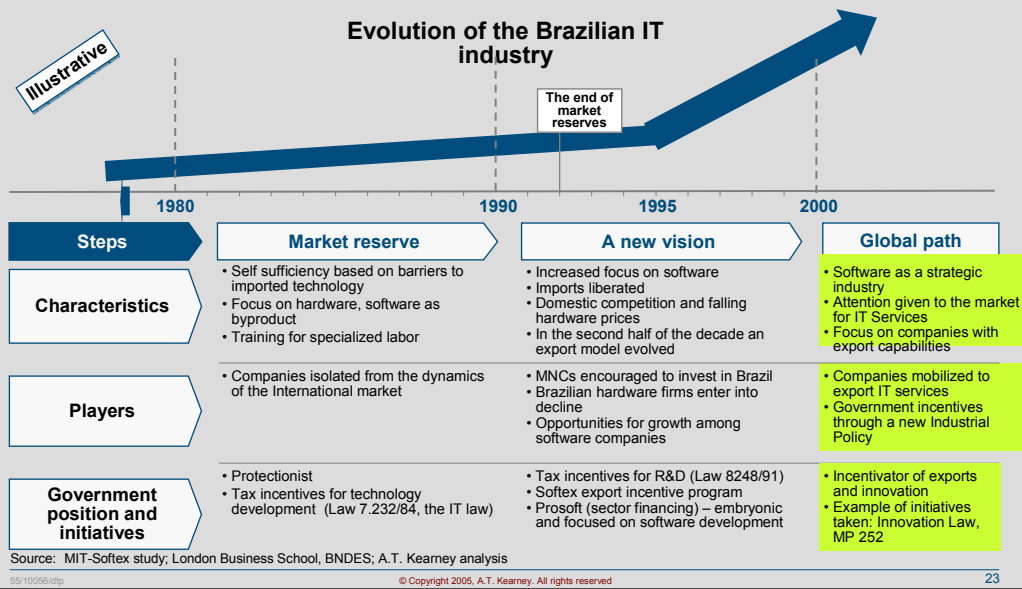 Evolution of the Brazilian IT
industry
Illustrative
The end of
market
reserves
1980
1990
1995
2000
Steps
Market reserve
A new vision
Global path
Characteristics
• Self sufficiency based on barriers to
imported technology
• Focus on hardware, software as
byproduct
• Training for specialized labor
• Increased focus on software
• Imports liberated
• Domestic competition and falling
hardware prices
• In the second half of the decade an
export model evolved
• Software as a strategic
industry
• Attention given to the market
for IT Services
• Focus on companies with
export capabilities
Players
• Companies isolated from the dynamics
of the International market
• MNCs encouraged to invest in Brazil
• Brazilian hardware firms enter into
decline
• Opportunities for growth among
software companies
• Companies mobilized to
export IT services
• Government incentives
through a new Industrial
Policy
Government
position and
initiatives
• Protectionist
• Tax incentives for technology
development (Law 7.232/84, the IT law)
• Tax incentives for R&D (Law 8248/91)
• Softex export incentive program
• Prosoft (sector financing) – embryonic
and focused on software development
• Incentivator of exports
and innovation
• Example of initiatives
taken: Innovation Law,
MP 252
Source: MIT-Softex study; London Business School, BNDES; A.T. Kearney analysis
55/10056/dtp
© Copyright 2005, A.T. Kearney. All rights reserved
23